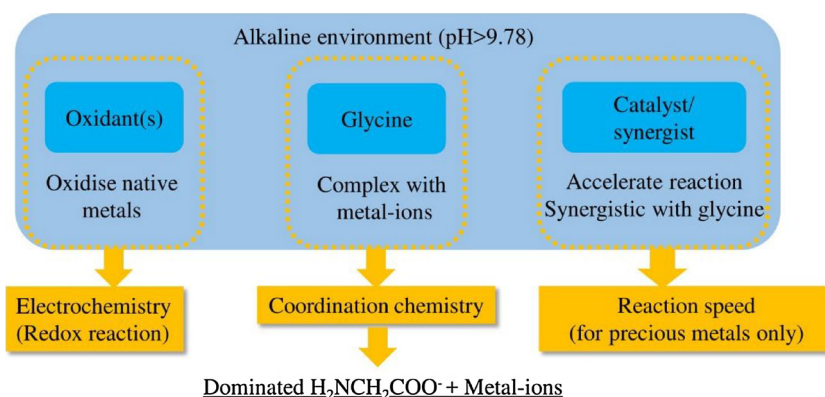 Alkaline environment (pH>9.78)
Oxidant(s)
Oxidise native
metals
Glycine
Complex with
metal-ions
Catalyst/
synergist
Accelerate reaction
Synergistic with glycine
Electrochemistry
(Redox reaction)
Coordination chemistry
Reaction speed
(for precious metals only)
Dominated H₂NCH₂COO⁻ + Metal-ions